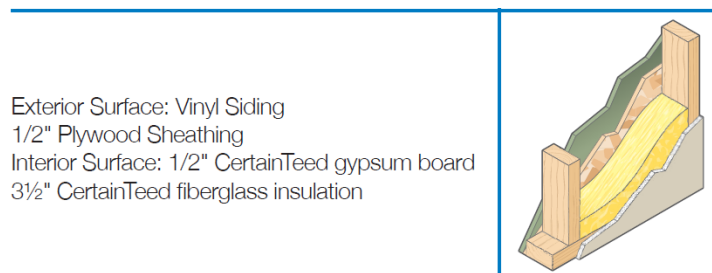 Exterior Surface: Vinyl Siding
1/2" Plywood Sheathing
Interior Surface: 1/2" CertainTeed gypsum board
3½" CertainTeed fiberglass insulation